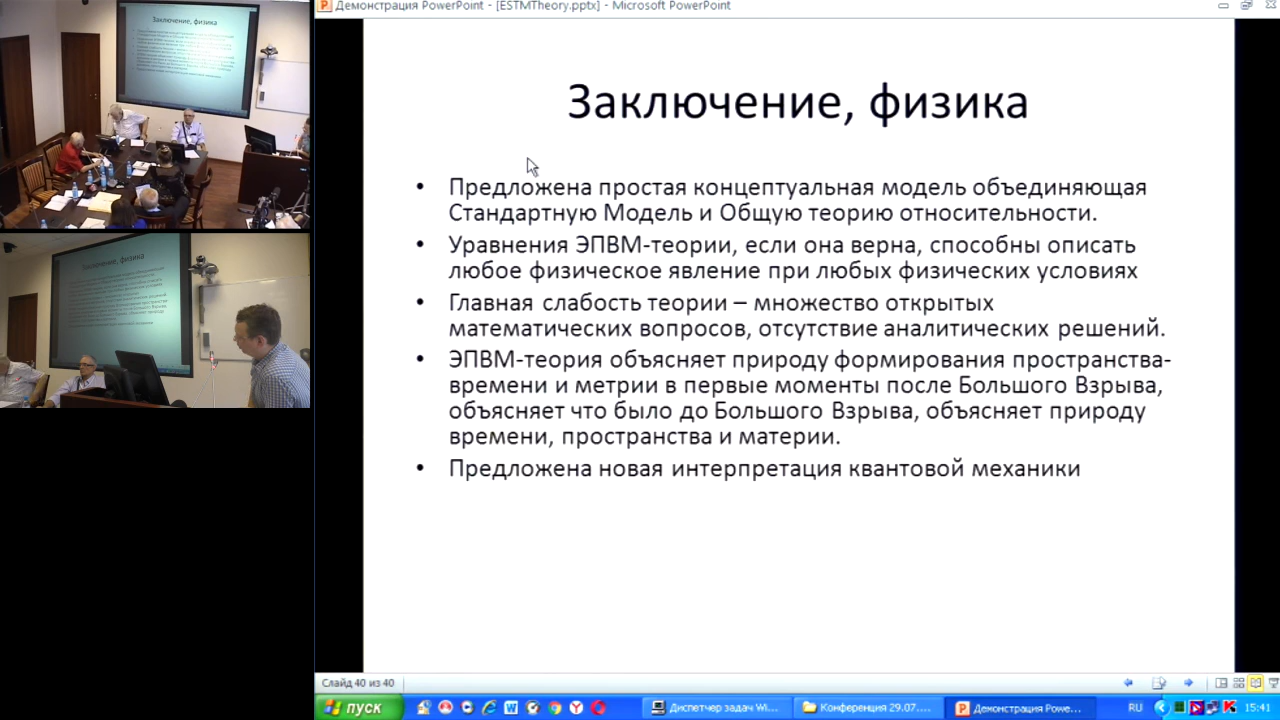 Демонстрация PowerPoint - [ESTMTheory.pptx] - Microsoft PowerPoint
Заключение, физика
• Предложена простая концептуальная модель объединяющая
Стандартную Модель и Общую теорию относительности.
• Уравнения ЭПВМ-теории, если она верна, способны описать
любое физическое явление при любых физических условиях
• Главная слабость теории – множество открытых
математических вопросов, отсутствие аналитических решений.
• ЭПВМ-теория объясняет природу формирования пространства-
времени и метрии в первые моменты после Большого Взрыва,
объясняет что было до Большого Взрыва, объясняет природу
времени, пространства и материи.
• Предложена новая интерпретация квантовой механики
Слайд 40 из 40
пуск
Диспетчер задач Wi...
Конференция 29.07....
Демонстрация Powe...
RU
15:41
Заключение, физика
Заключение, физика